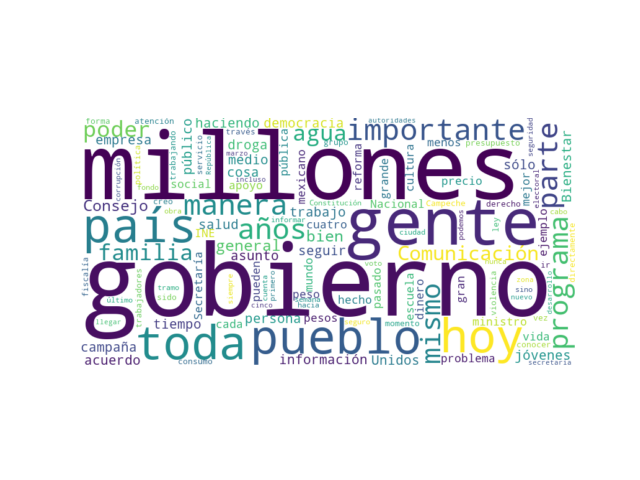 forma
atención
través
grupo
autoridades
poder
haciendo
democracia
importante
menos
presupuesto
empresa
política
trabajando
público
servicio
República
droga
agua
medio
pública
mexicano
reforma
grande
cultura
sólo
parte
seguridad
Bienestar
millones
corrupción
fondo
social
apoyo
cosa
incluso
marzo
precio
mejor
electoral
Consejo
creo
obra
manera
trabajo
cuatro
Nacional
Constitución
Campeche
derecho
cabo
país
INE
salud
años
bien
informar
ciudad
voto
gente
podemos
ley
ejemplo
programa
familia
general
asunto
seguir
Comunicación
nunca
ir
directamente
fiscalía
trabajadores
tramo
sido
Secretaría
siempre
pueden
cuenta
primero
mundo
semana
hacia
peso
hecho
pasado
escuela
dinero
gran
violencia
zona
sino
nuevo
desarrollo
gobierno
último
llegar
tiempo
cada
persona
cinco
pesos
seguro
momento
mismo
ministro
conocer
vez
vida
campaña
acuerdo
consumo
toda
pueblo
información
Unidos
hoy
problema
jóvenes
secretaria